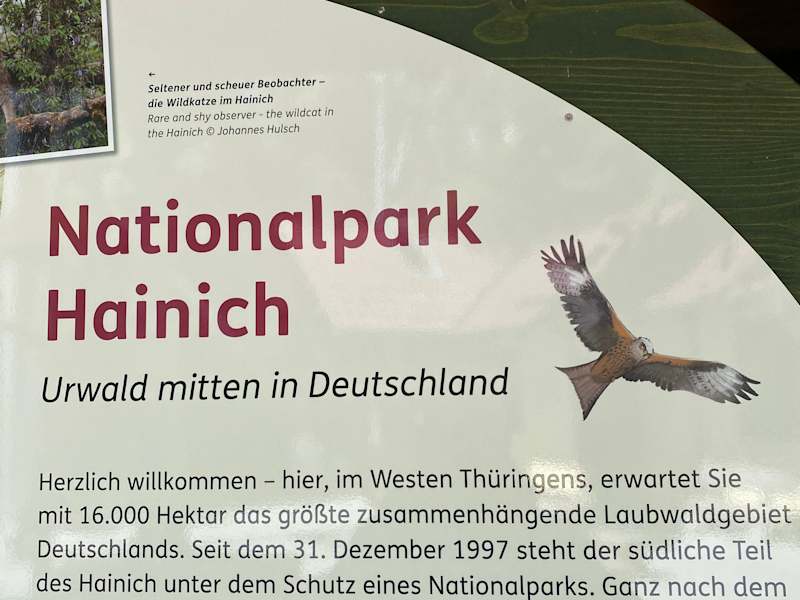 ←
Seltener und scheuer Beobachter –
die Wildkatze im Hainich
Rare and shy observer - the wildcat in
the Hainich © Johannes Hulsch
Nationalpark
Hainich
Urwald mitten in Deutschland
Herzlich willkommen – hier, im Westen Thüringens, erwartet Sie
mit 16.000 Hektar das größte zusammenhängende Laubwaldgebiet
Deutschlands. Seit dem 31. Dezember 1997 steht der südliche Teil
des Hainich unter dem Schutz eines Nationalparks. Ganz nach dem